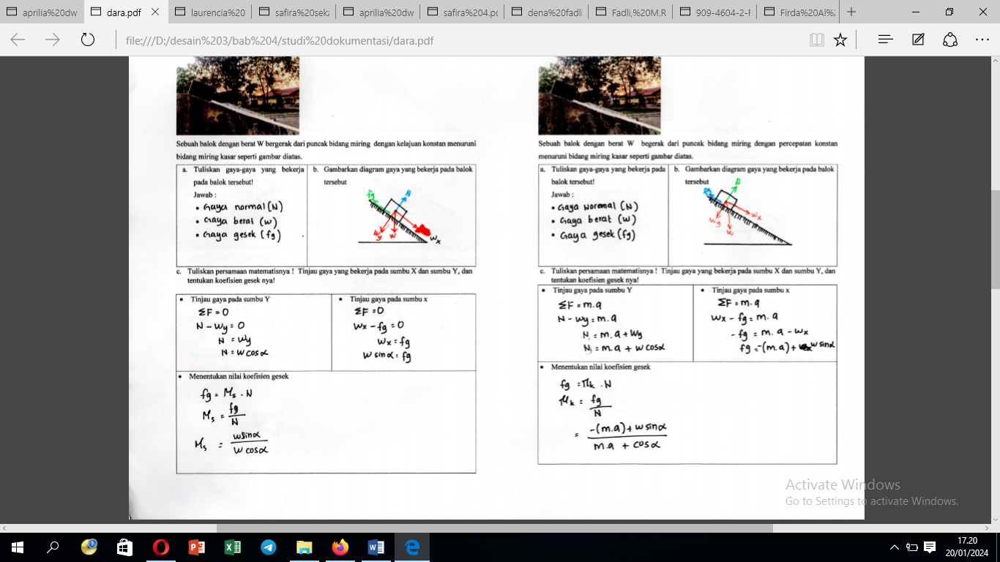 aprilia%20dw
dara.pdf
laurencia%20
safira%20seka
aprilia%20dw
safira%204.pd
dena%20fadli
Fadli,%20M.R
909-4604-2-P
Firda%20Al%2
file:///D:/desain%203/bab%204/studi%20dokumentasi/dara.pdf
Sebuah balok dengan berat W bergerak dari puncak bidang miring dengan kelajuan konstan menuruni
bidang miring kasar seperti gambar diatas.
a. Tuliskan gaya-gaya yang bekerja
pada balok tersebut!
Jawab :
• Gaya normal (N)
• Gaya berat (w)
• Gaya gesek (fg)
b. Gambarkan diagram gaya yang bekerja pada balok
tersebut
fg
N
wy
w
wx
c. Tuliskan persamaan matematisnya ! Tinjau gaya yang bekerja pada sumbu X dan sumbu Y, dan
tentukan koefisien gesek nya!
• Tinjau gaya pada sumbu Y
ΣF = 0
N - wy = 0
N = wy
N = w cos α
• Tinjau gaya pada sumbu x
ΣF = 0
wx - fg = 0
wx = fg
w sin α = fg
• Menentukan nilai koefisien gesek
fg = Ms . N
Ms = fg
N
Ms = w sin α
w cos α
Sebuah balok dengan berat W begerak dari puncak bidang miring dengan percepatan konstan
menuruni bidang miring kasar seperti gambar diatas.
a. Tuliskan gaya-gaya yang bekerja pada
balok tersebut!
Jawab :
• Gaya Normal (N)
• Gaya berat (w)
• Gaya gesek (fg)
b. Gambarkan diagram gaya yang bekerja pada balok
tersebut
wx
wy
w
c. Tuliskan persamaan matematisnya ! Tinjau gaya yang bekerja pada sumbu X dan sumbu Y, dan
tentukan koefisien gesek nya!
• Tinjau gaya pada sumbu Y
ΣF = m.a
N - wy = m.a
N = m.a + wy
N = m.a + w cos α
• Tinjau gaya pada sumbu x
ΣF = m.a
wx - fg = m.a
- fg = m.a - wx
fg = -(m.a) + w sin α
• Menentukan nilai koefisien gesek
fg = μk . N
μk = fg
N
= -(m.a) + w sin α
m.a + cos α
Activate Windows
Go to Settings to activate Windows.
17.20
20/01/2024